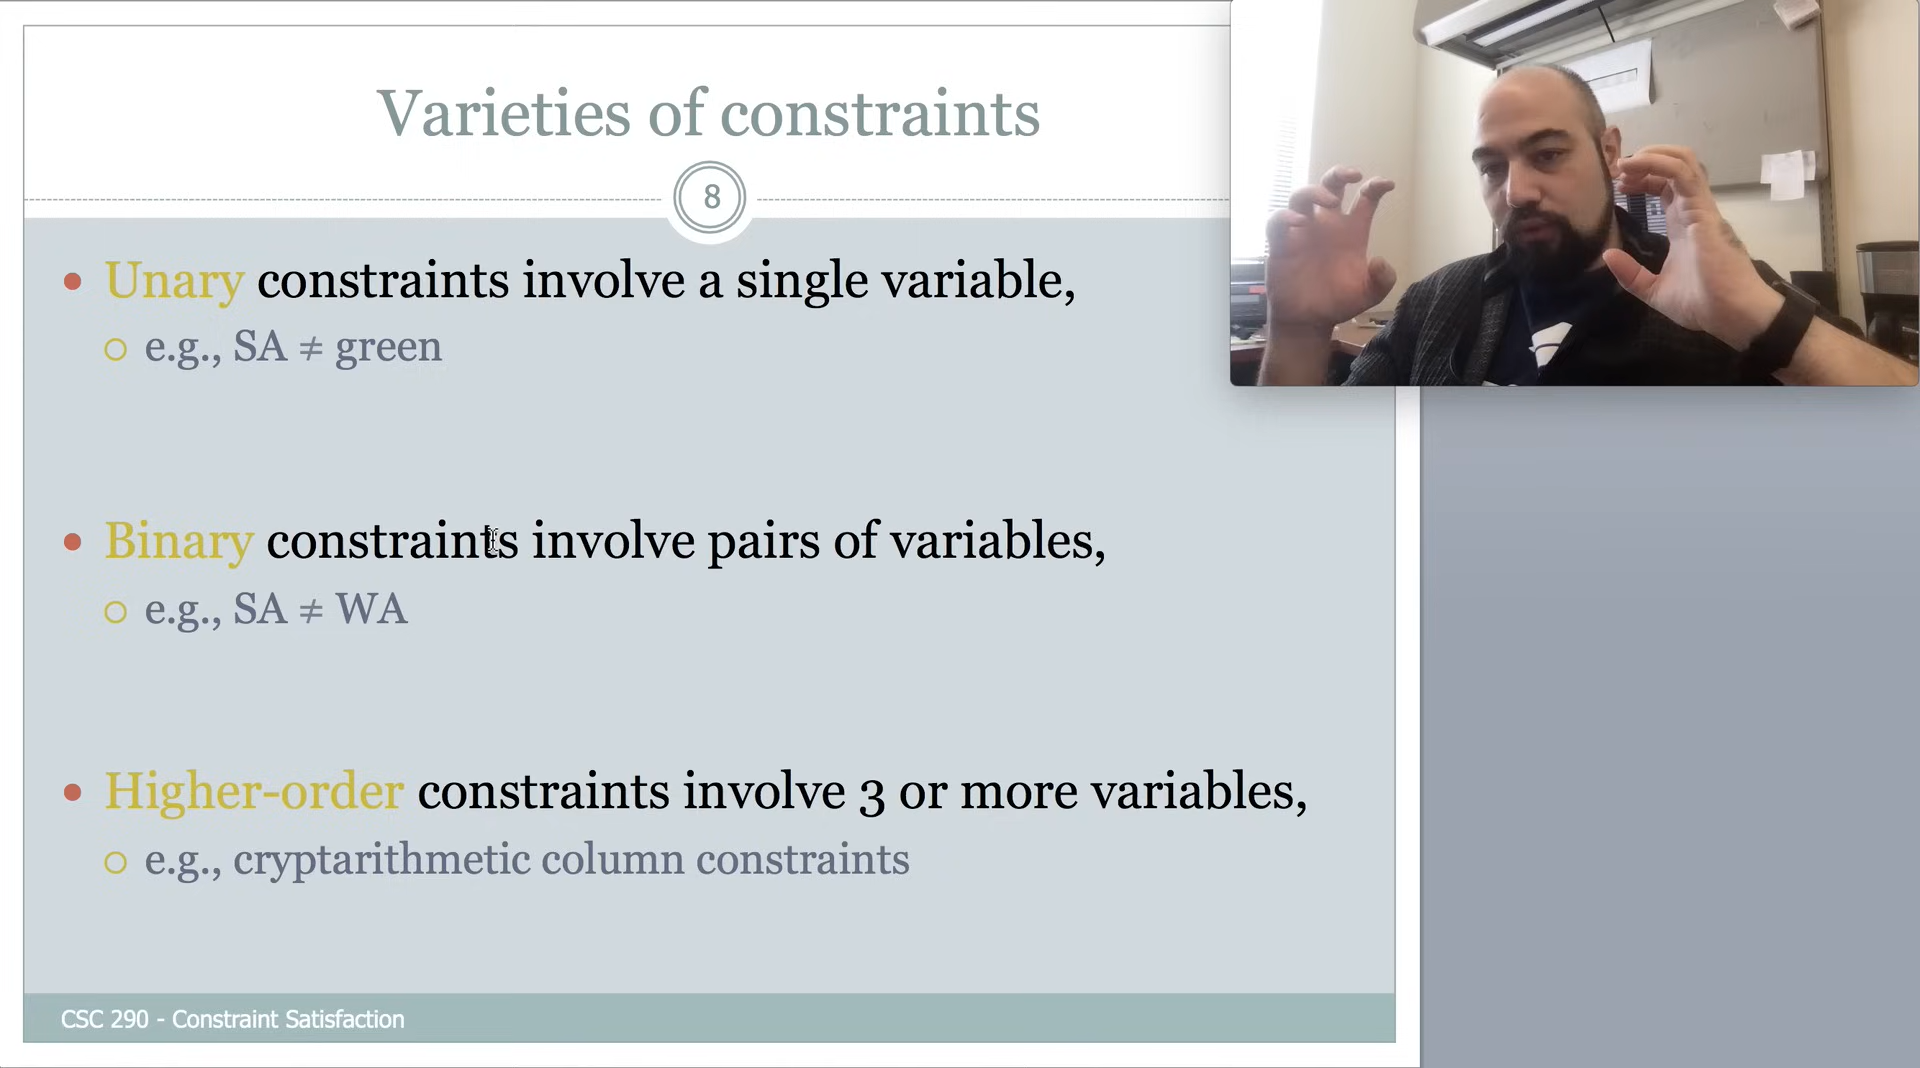 Varieties of constraints
8
• Unary constraints involve a single variable,
○ e.g., SA ≠ green
• Binary constraints involve pairs of variables,
○ e.g., SA ≠ WA
• Higher-order constraints involve 3 or more variables,
○ e.g., cryptarithmetic column constraints
CSC 290 - Constraint Satisfaction